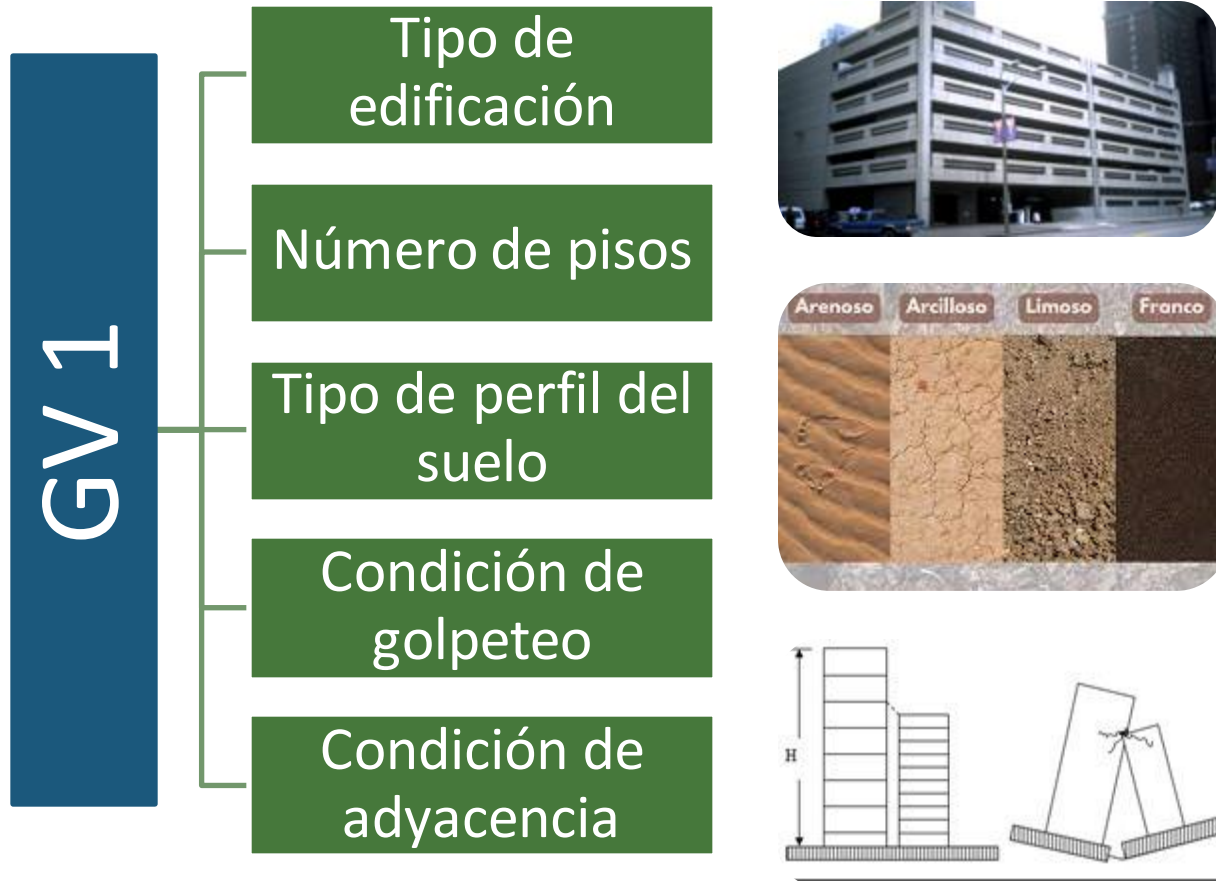 GV 1
Tipo de
edificación
Número de pisos
Tipo de perfil del
suelo
Condición de
golpeteo
Condición de
adyacencia
Arenoso
Arcilloso
Limoso
Franco
H